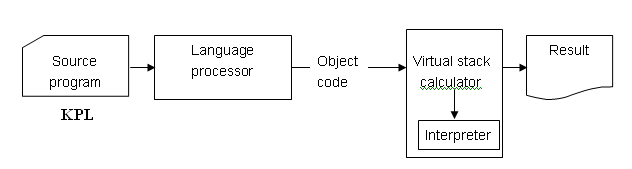 Source
program
KPL
Language
processor
Object
code
Virtual stack
calculator
Interpreter
Result